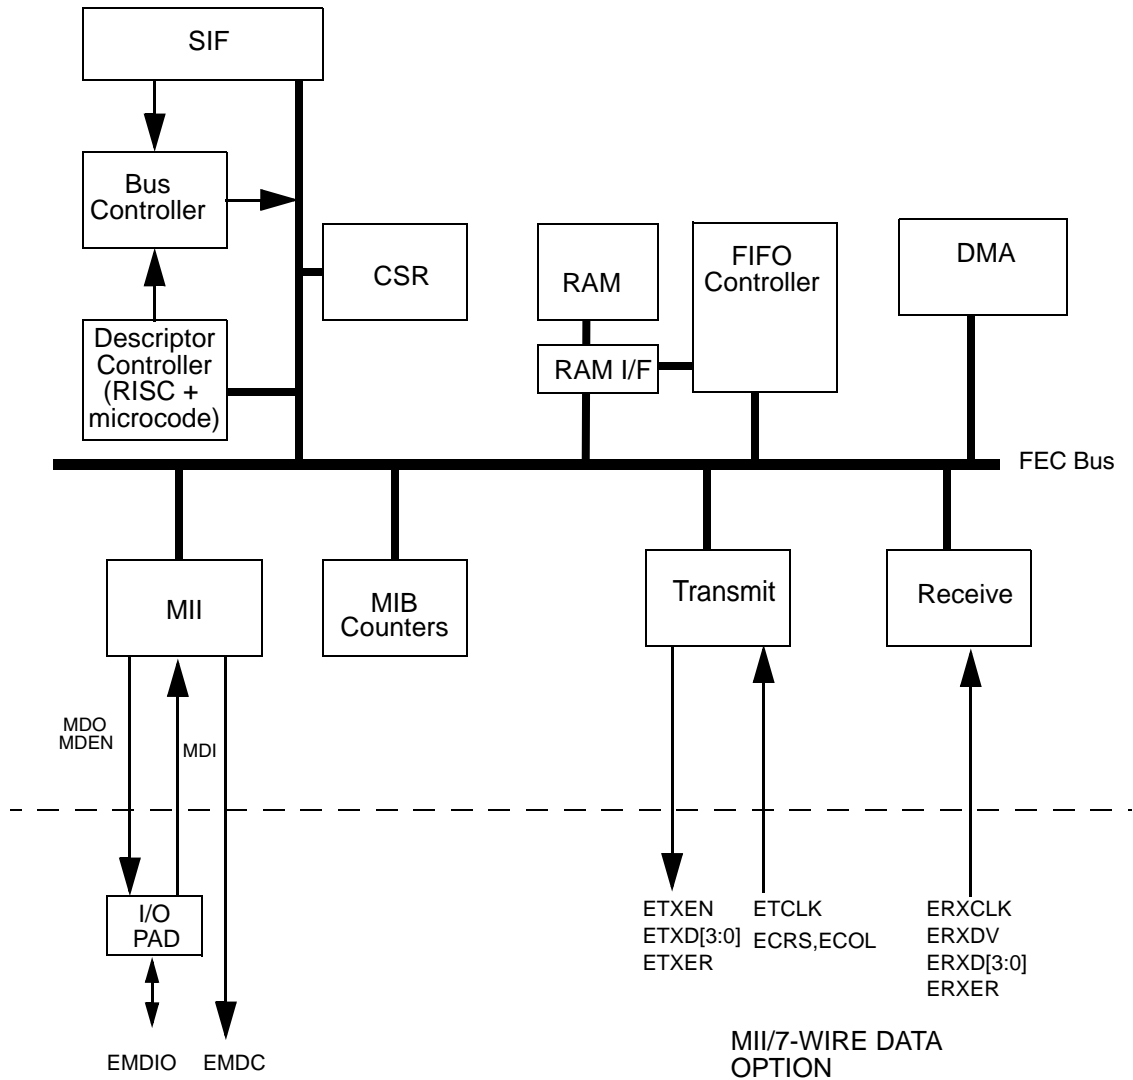 SIF
Bus
Controller
CSR
RAM
FIFO
Controller
DMA
Descriptor
Controller
(RISC +
microcode)
RAM I/F
FEC Bus
MII
MIB
Counters
Transmit
Receive
MDO
MDEN
MDI
I/O
PAD
ETXEN
ETXD[3:0]
ETXER
ETCLK
ECRS,ECOL
ERXCLK
ERXDV
ERXD[3:0]
ERXER
EMDIO
EMDC
MII/7-WIRE DATA
OPTION